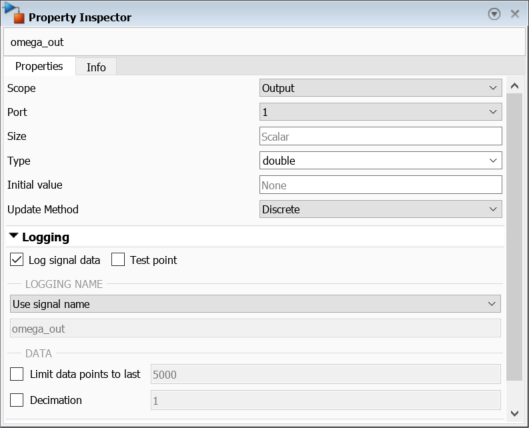 Property Inspector
omega_out
Properties Info
Scope Output
Port 1
Size Scalar
Type double
Initial value None
Update Method Discrete
Logging
Log signal data Test point
LOGGING NAME
Use signal name
omega_out
DATA
Limit data points to last 5000
Decimation 1